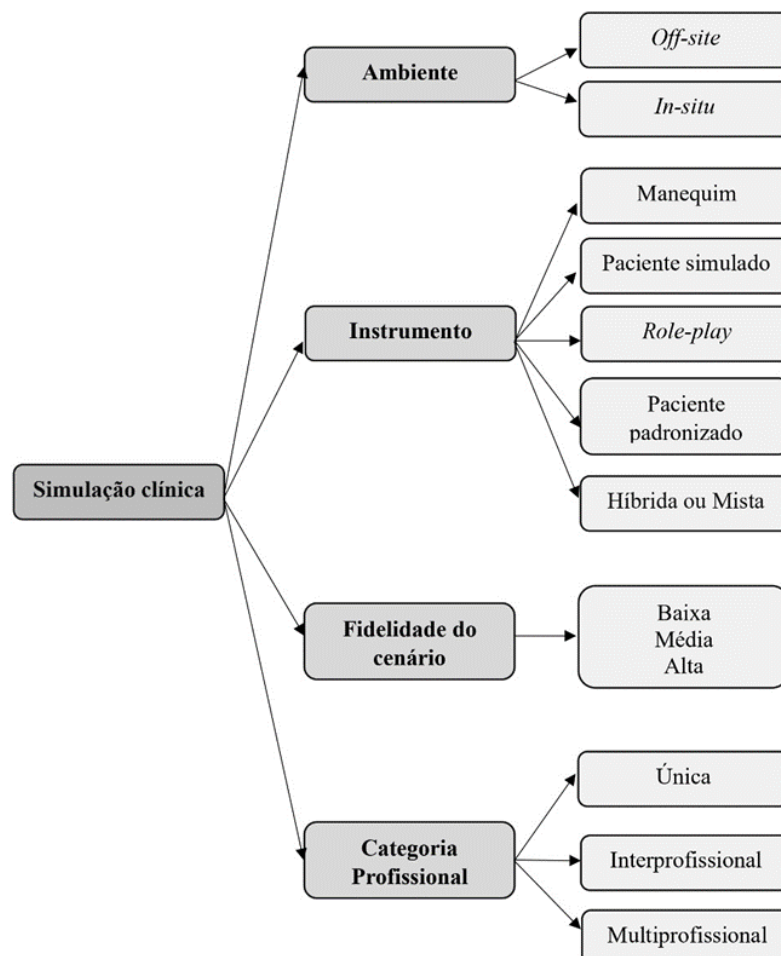 Simulação clínica
Ambiente
Off-site
In-situ
Instrumento
Manequim
Paciente simulado
Role-play
Paciente
padronizado
Híbrida ou Mista
Fidelidade do
cenário
Baixa
Média
Alta
Categoria
Profissional
Única
Interprofissional
Multiprofissional